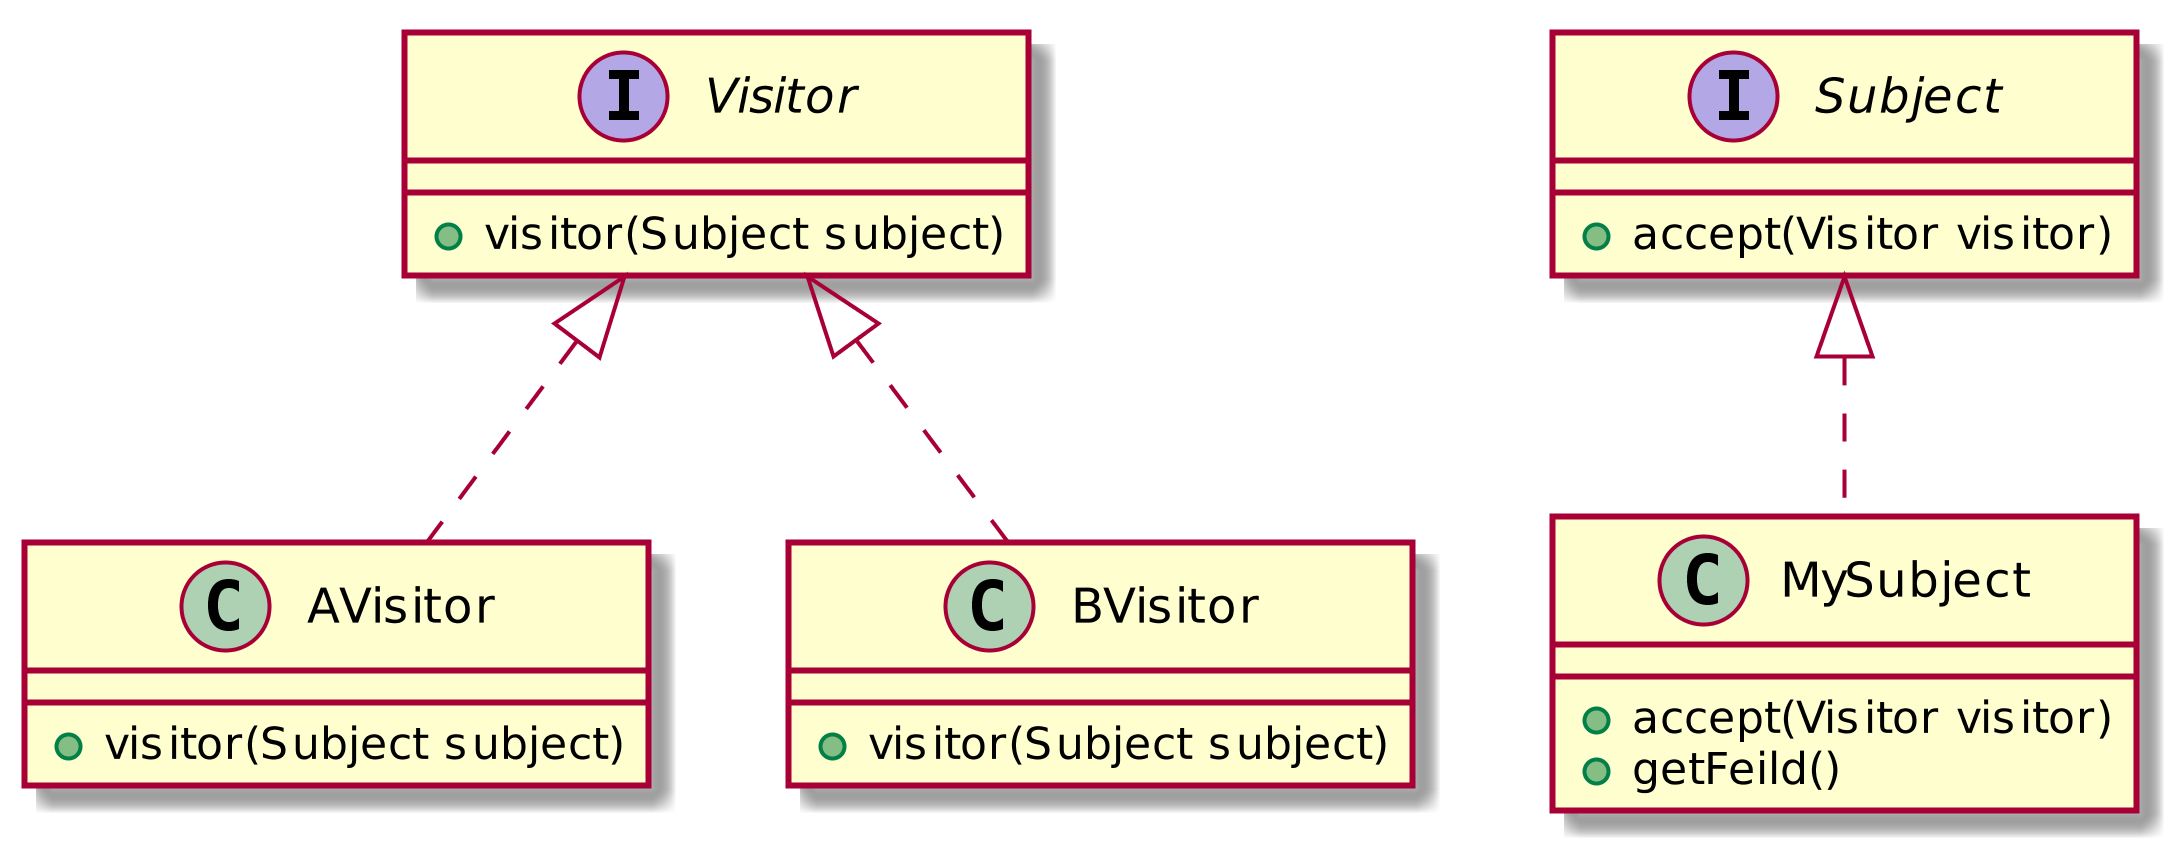 I Visitor
visitor(Subject subject)
I Subject
accept(Visitor visitor)
C AVisitor
visitor(Subject subject)
C BVisitor
visitor(Subject subject)
C MySubject
accept(Visitor visitor)
getFeild()